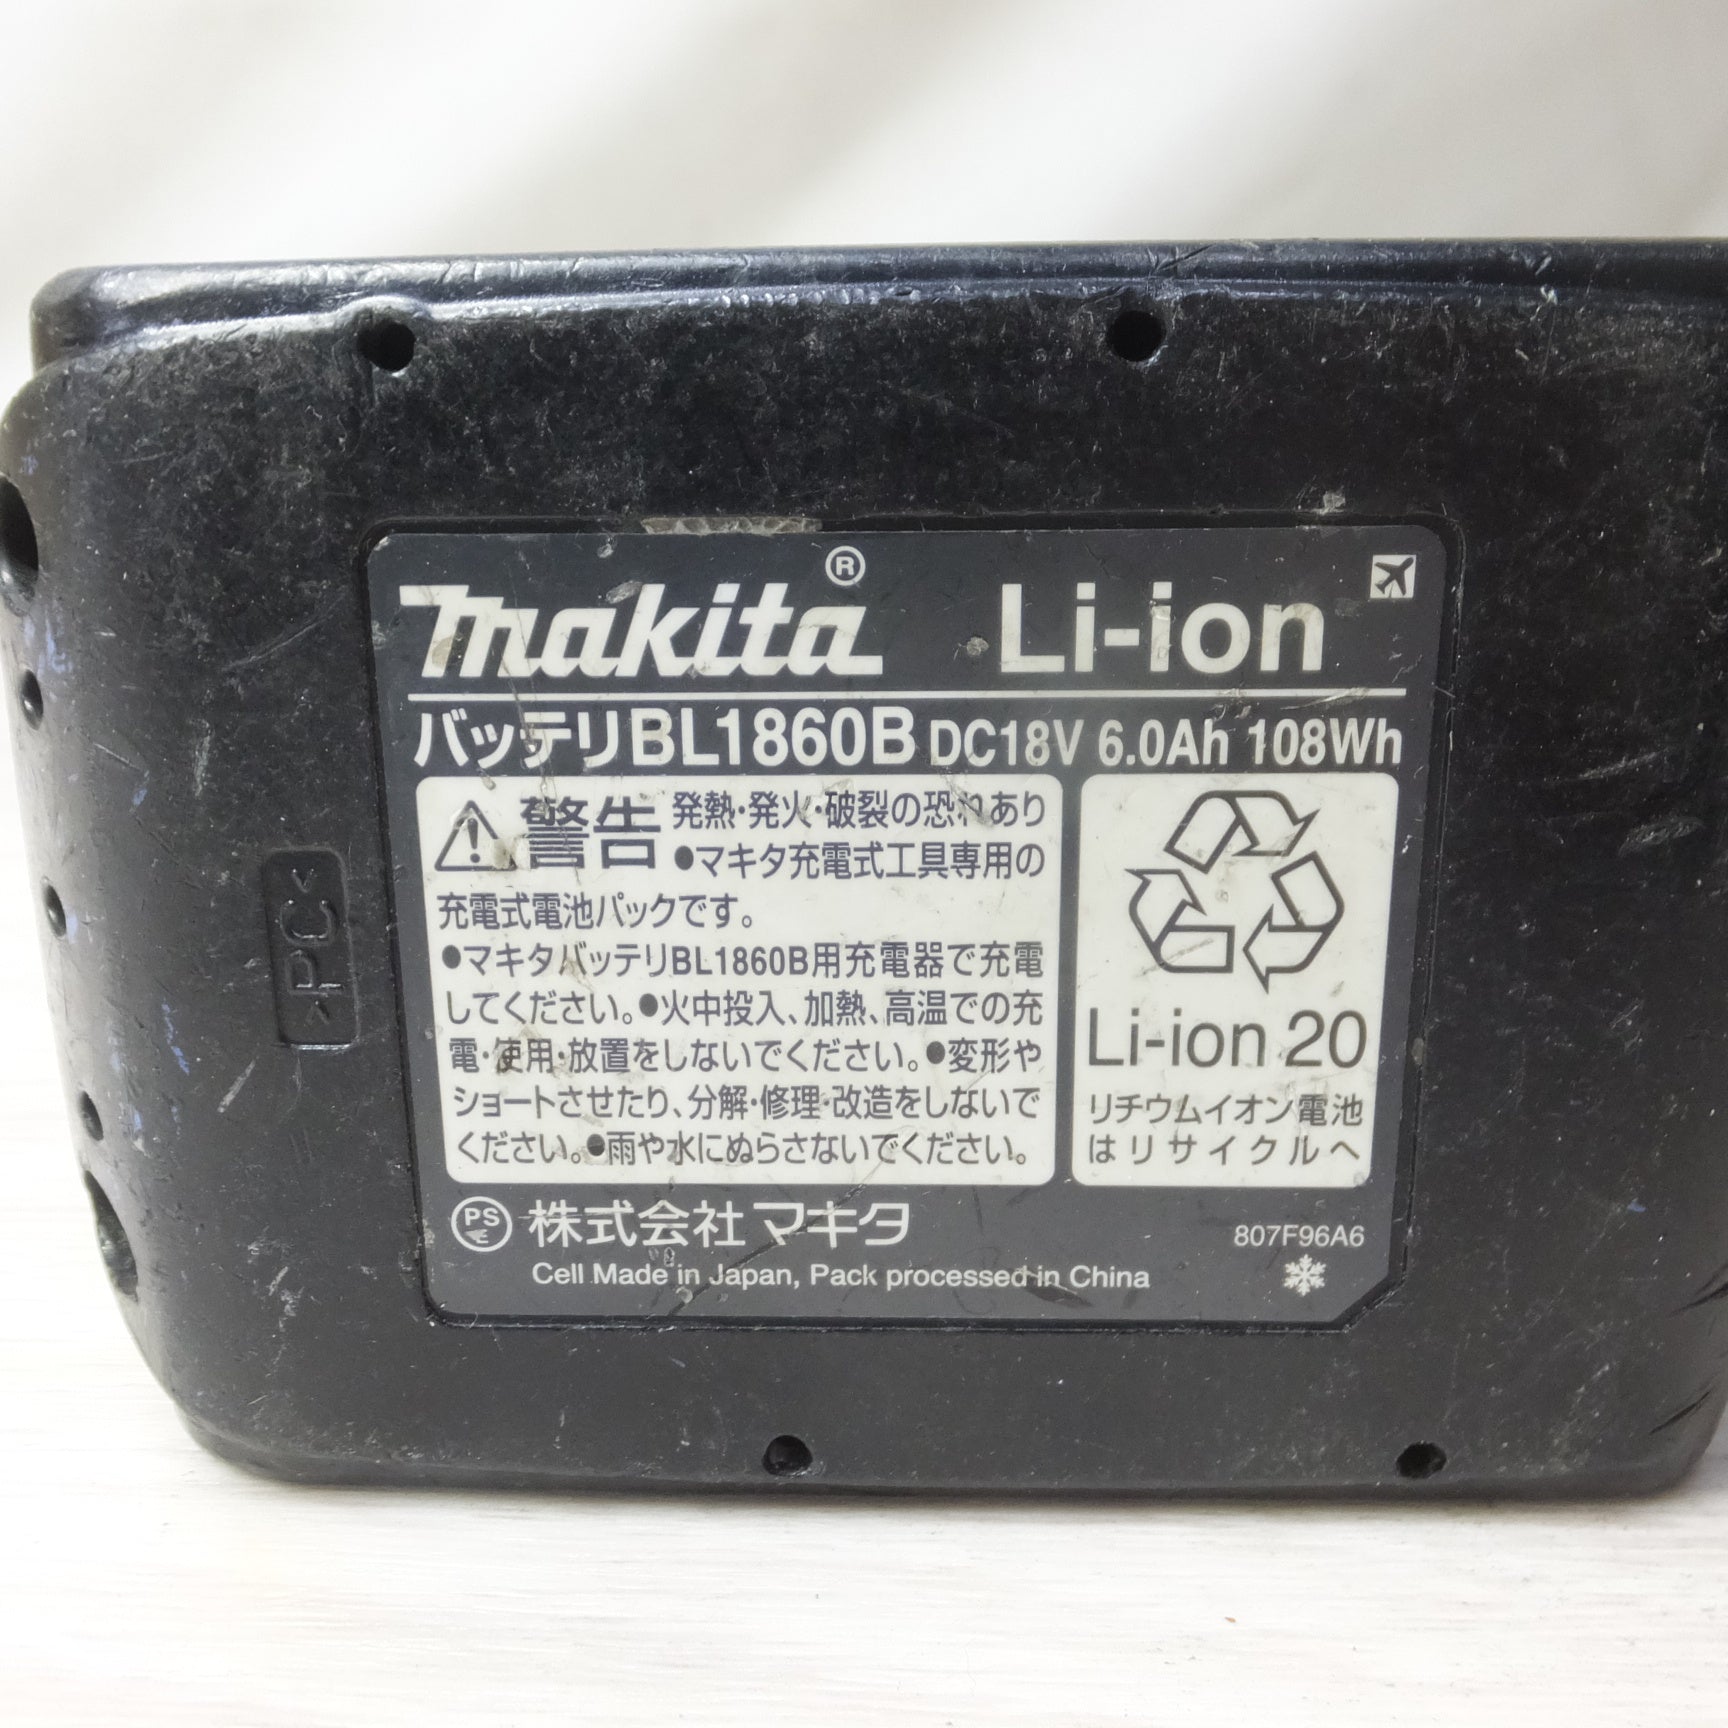 makita® Li-ion
バッテリBL1860B DC18V 6.0Ah 108Wh
警告 発熱・発火・破裂の恐れあり
●マキタ充電式工具専用の
充電式電池パックです。
●マキタバッテリBL1860B用充電器で充電
してください。●火中投入、加熱、高温での充
電・使用・放置をしないでください。●変形や
ショートさせたり、分解・修理・改造をしないで
ください。●雨や水にぬらさないでください。
Li-ion 20
リチウムイオン電池
はリサイクルへ
PSE 株式会社マキタ
807F96A6
Cell Made in Japan, Pack processed in China
>PC<